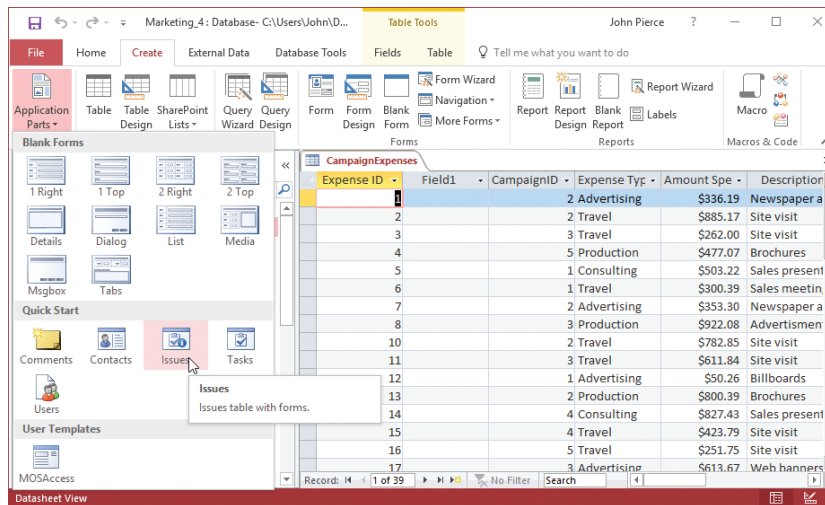 Marketing_4 : Database- C:\Users\John\D...
Table Tools
John Pierce
?
File
Home
Create
External Data
Database Tools
Fields
Table
Tell me what you want to do
Application Parts
Table
Table Design
SharePoint Lists
Query Wizard
Query Design
Form
Form Design
Blank Form
Form Wizard
Navigation
More Forms
Forms
Report
Report Design
Blank Report
Report Wizard
Labels
Reports
Macro
Macros & Code
Blank Forms
1 Right
1 Top
2 Right
2 Top
Details
Dialog
List
Media
Msgbox
Tabs
Quick Start
Comments
Contacts
Issues
Tasks
Users
Issues
Issues table with forms.
User Templates
MOSAccess
CampaignExpenses
Expense ID Field1 CampaignID Expense Typ Amount Spe Description
1 2 Advertising $336.19 Newspaper a
2 2 Travel $885.17 Site visit
3 3 Travel $262.00 Site visit
4 5 Production $477.07 Brochures
5 1 Consulting $503.22 Sales present
6 1 Travel $300.39 Sales meetin
7 2 Advertising $353.30 Newspaper a
8 3 Production $922.08 Advertismen
10 2 Travel $782.85 Site visit
11 3 Travel $611.84 Site visit
12 1 Advertising $50.26 Billboards
13 2 Production $800.39 Brochures
14 4 Consulting $827.43 Sales present
15 4 Travel $423.79 Site visit
16 5 Travel $251.75 Site visit
17 3 Advertising $613.67 Web banners
Record: 1 of 39 No Filter Search
Datasheet View